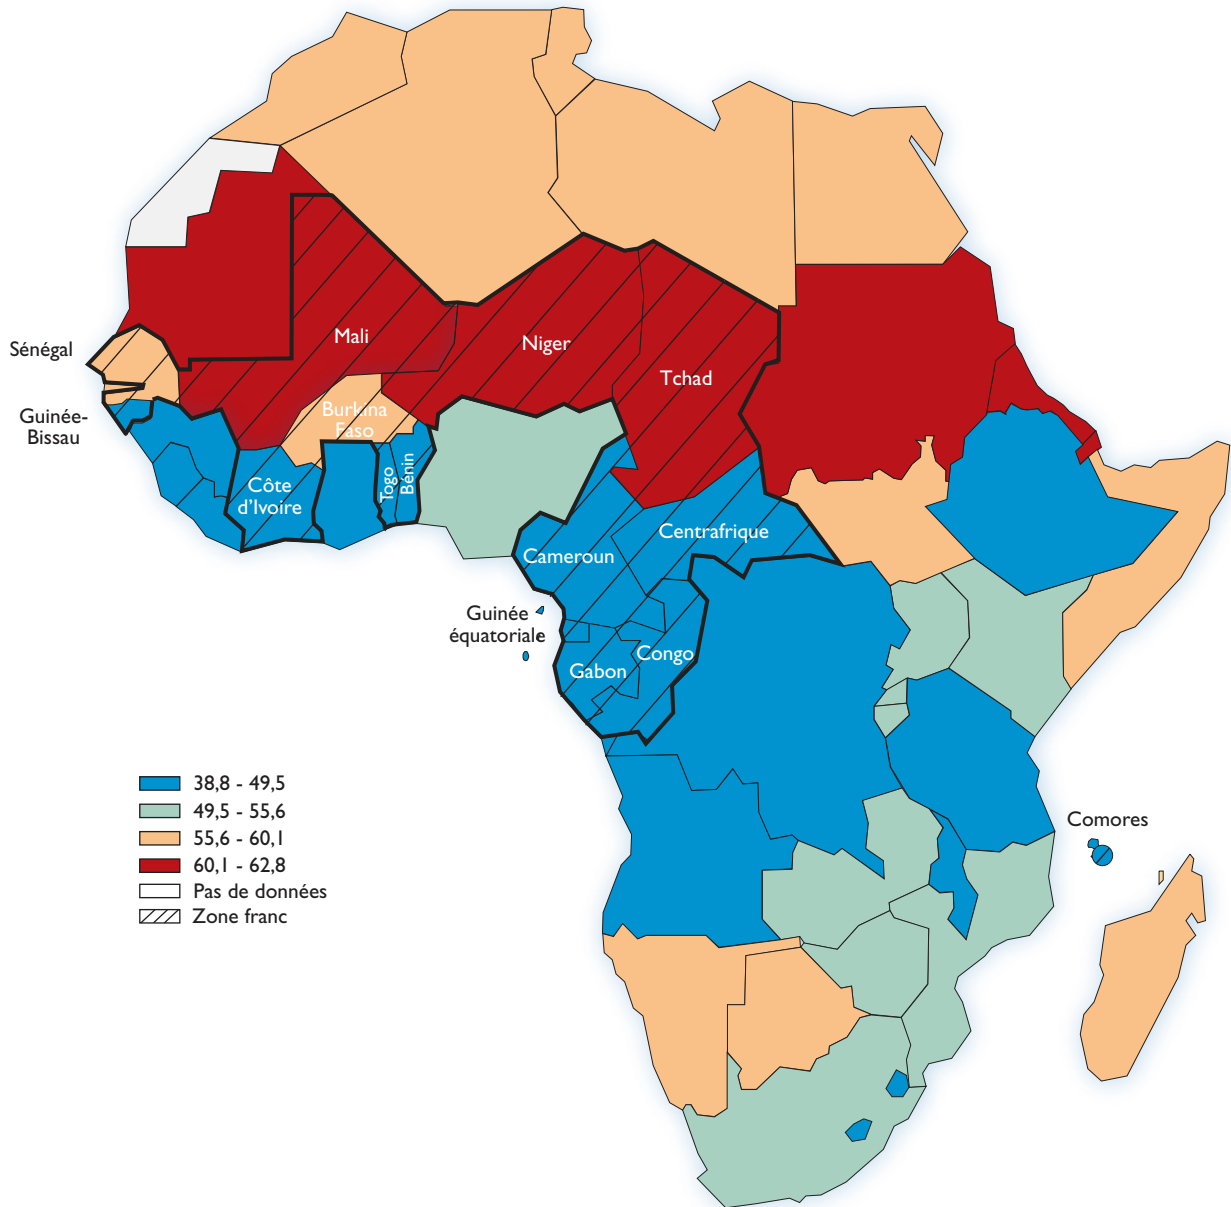 Mali
Niger
Tchad
Sénégal
Guinée-
Bissau
Burkina
Faso
Côte
d'Ivoire
Togo
Bénin
Cameroun
Centrafrique
Guinée
équatoriale
Gabon
Congo
Comores
38,8 - 49,5
49,5 - 55,6
55,6 - 60,1
60,1 - 62,8
Pas de données
Zone franc